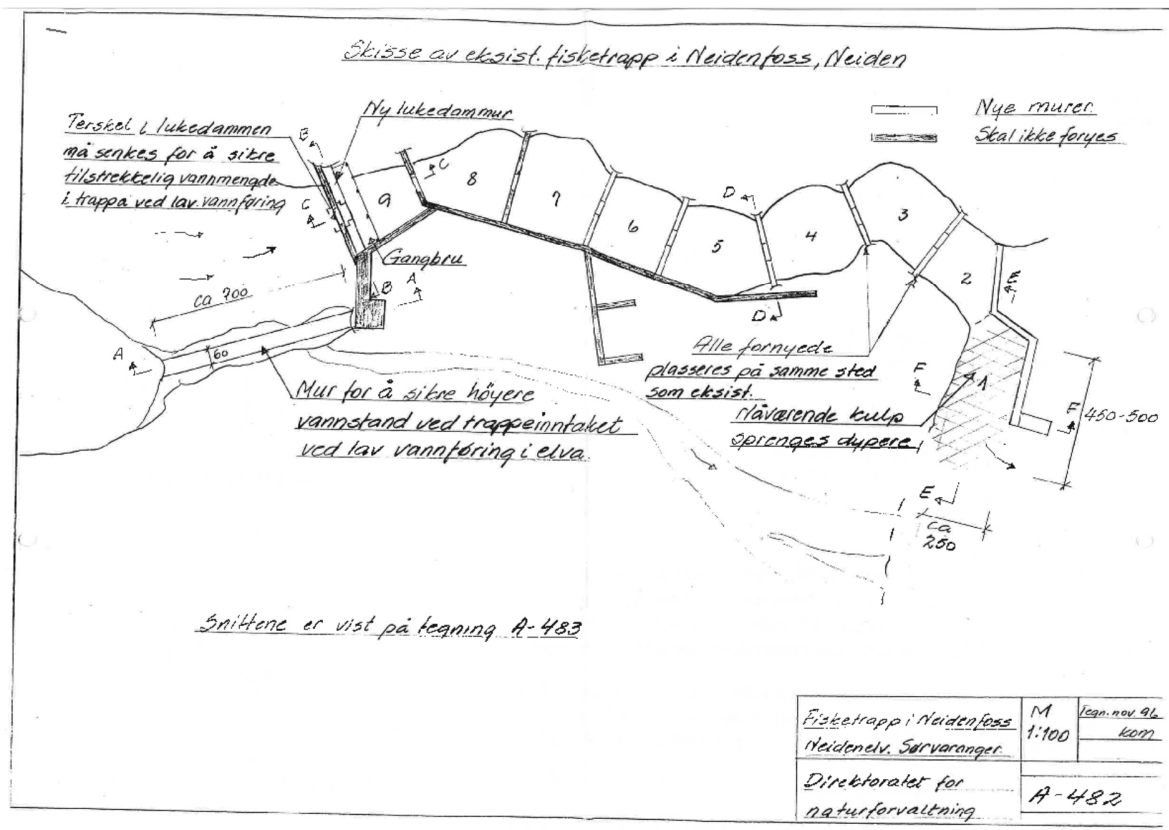 Skisse av eksist. fisketrapp i Neidenfoss, Neiden
Nye murer
Skal ikke foryes
Terskel i lukedammen
må senkes for å sikre
tilstrekkelig vannmengde
i trappa ved lav vannføring
Ny lukedammur
B
C
C
9
8
7
6
5
4
3
2
1
D
D
E
Gangbru
A
B
ca 700
A
60
Mur for å sikre höyere
vannstand ved trappeinntaket
ved lav vannföring i elva.
Alle fornyede
plasseres på samme sted
som eksist.
Nåværende kulp
sprenges dypere
F
F
450-500
E
ca
250
Snittene er vist på tegning A-483
Fisketrapp i Neidenfoss
Neidenelv. Sørvaranger.
M
1:100
Tegn. nov. 96
kom
Direktoratet for
naturforvaltning
A-482